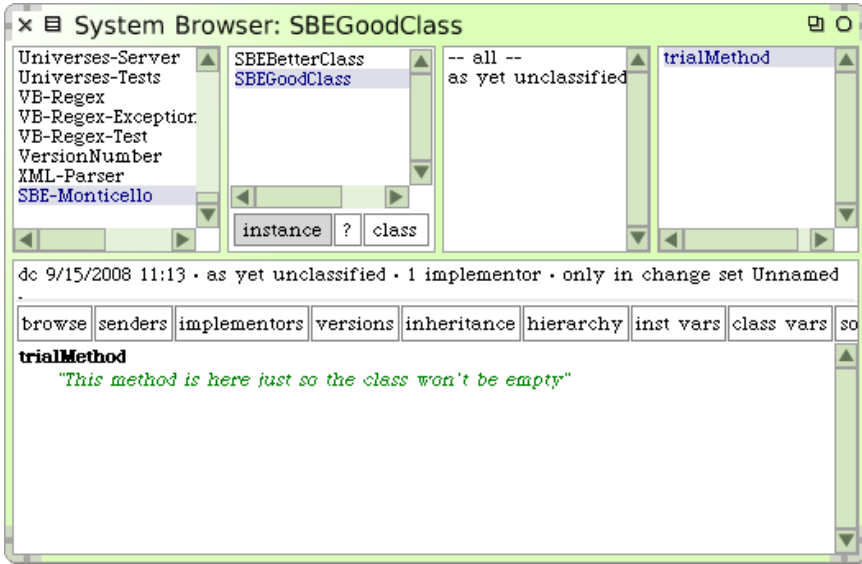 System Browser: SBEGoodClass
Universes-Server
Universes-Tests
VB-Regex
VB-Regex-Exception
VB-Regex-Test
VersionNumber
XML-Parser
SBE-Monticello
SBEBetterClass
SBEGoodClass
instance ? class
-- all --
as yet unclassified
trialMethod
dc 9/15/2008 11:13 · as yet unclassified · 1 implementor · only in change set Unnamed
.
browse senders implementors versions inheritance hierarchy inst vars class vars so
trialMethod
"This method is here just so the class won't be empty"